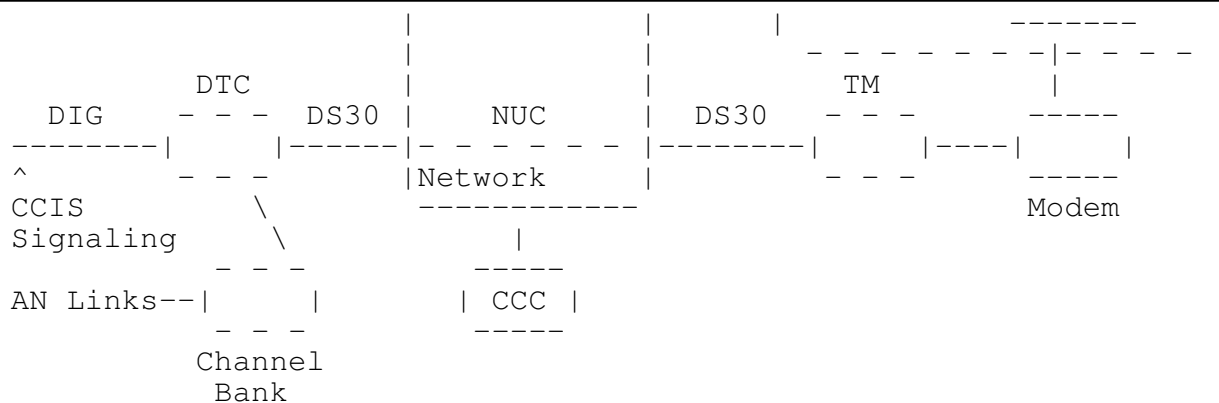 DTC TM
DIG DS30 NUC DS30
Network
CCIS Modem
Signaling
AN Links CCC
Channel
Bank